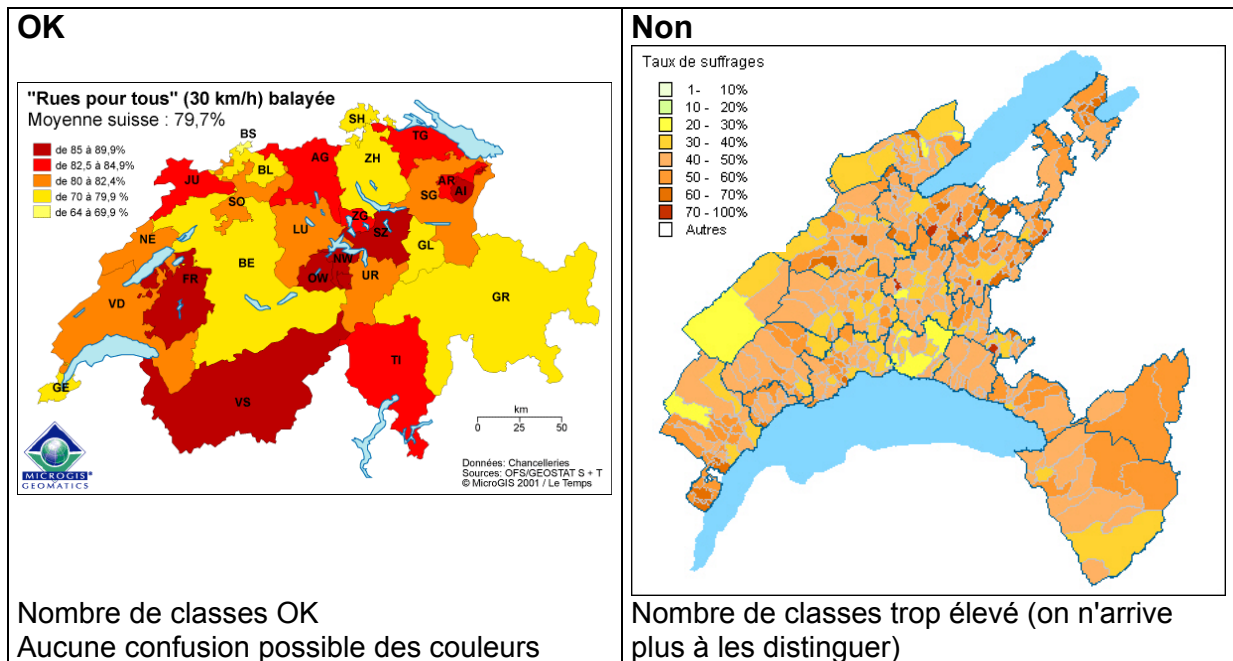 OK
"Rues pour tous" (30 km/h) balayée
Moyenne suisse : 79,7%
de 85 à 89,9%
de 82,5 à 84,9%
de 80 à 82,4%
de 70 à 79,9 %
de 64 à 69,9 %
SH
BS
TG
BL
AG
ZH
JU
AR
AI
SO
SG
ZG
LU
SZ
NE
GL
BE
NW
OW
UR
FR
GR
VD
TI
GE
VS
km
0 25 50
MICROGIS®
GEOMATICS
Données: Chancelleries
Sources: OFS/GEOSTAT S + T
© MicroGIS 2001 / Le Temps
Nombre de classes OK
Aucune confusion possible des couleurs
Non
Taux de suffrages
1- 10%
10 - 20%
20 - 30%
30 - 40%
40 - 50%
50 - 60%
60 - 70%
70 - 100%
Autres
Nombre de classes trop élevé (on n'arrive
plus à les distinguer)